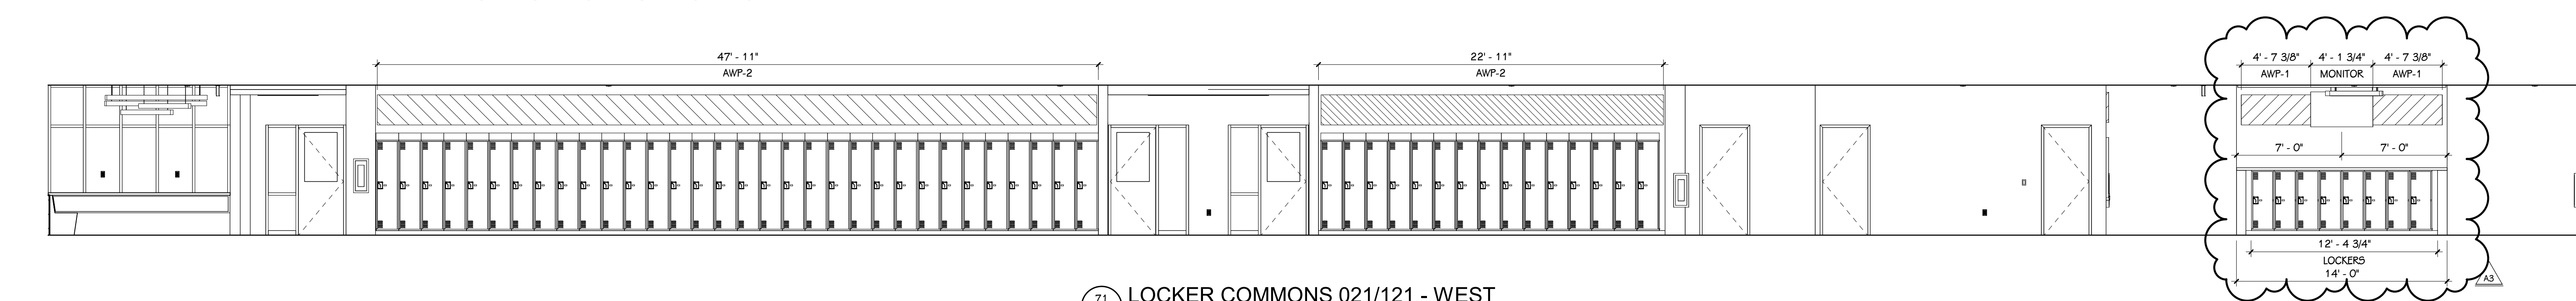 47' - 11"
AWP-2
22' - 11"
AWP-2
4' - 7 3/8" 4' - 1 3/4" 4' - 7 3/8"
AWP-1 MONITOR AWP-1
7' - 0" 7' - 0"
12' - 4 3/4"
LOCKERS
14' - 0"
A3
71 LOCKER COMMONS 021/121 - WEST